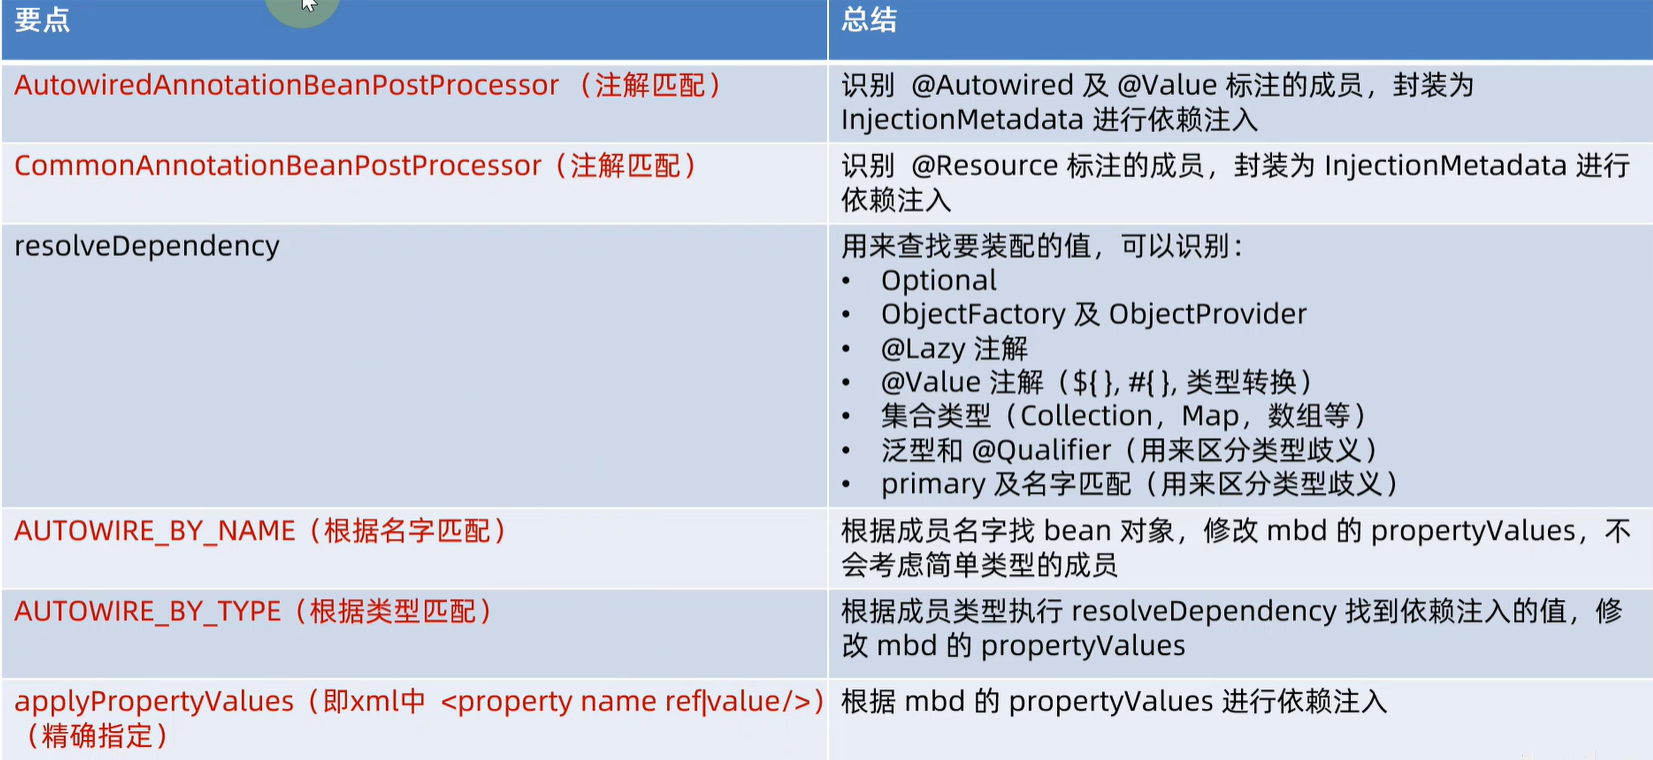 要点
总结
AutowiredAnnotationBeanPostProcessor （注解匹配）
识别 @Autowired 及 @Value 标注的成员，封装为
InjectionMetadata 进行依赖注入
CommonAnnotationBeanPostProcessor（注解匹配）
识别 @Resource 标注的成员，封装为 InjectionMetadata 进行
依赖注入
resolveDependency
用来查找要装配的值，可以识别：
• Optional
• ObjectFactory 及 ObjectProvider
• @Lazy 注解
• @Value 注解（${ }, #{ }, 类型转换）
• 集合类型（Collection，Map，数组等）
• 泛型和 @Qualifier（用来区分类型歧义）
• primary 及名字匹配（用来区分类型歧义）
AUTOWIRE_BY_NAME（根据名字匹配）
根据成员名字找 bean 对象，修改 mbd 的 propertyValues，不
会考虑简单类型的成员
AUTOWIRE_BY_TYPE（根据类型匹配）
根据成员类型执行 resolveDependency 找到依赖注入的值，修
改 mbd 的 propertyValues
applyPropertyValues（即xml中 <property name ref|value/>）
（精确指定）
根据 mbd 的 propertyValues 进行依赖注入